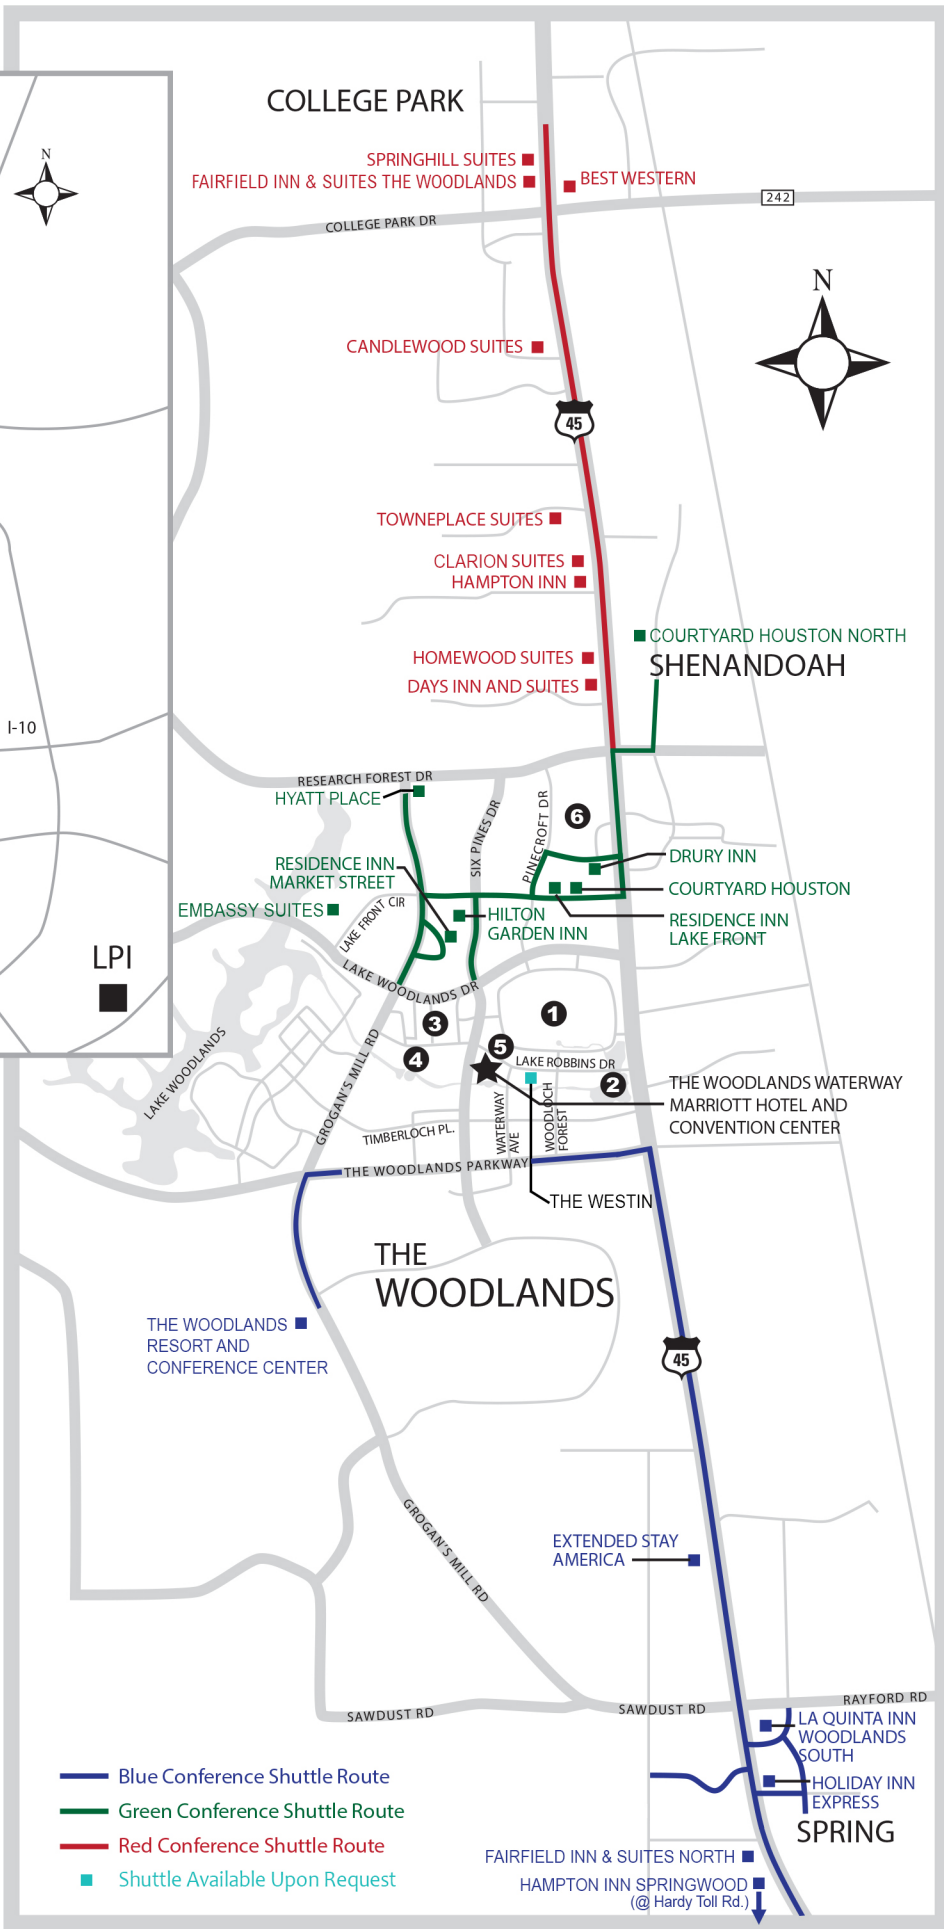 COLLEGE PARK
N
SPRINGHILL SUITES
FAIRFIELD INN & SUITES THE WOODLANDS
BEST WESTERN
242
COLLEGE PARK DR
N
CANDLEWOOD SUITES
45
TOWNEPLACE SUITES
CLARION SUITES
HAMPTON INN
COURTYARD HOUSTON NORTH
SHENANDOAH
HOMEWOOD SUITES
DAYS INN AND SUITES
I-10
RESEARCH FOREST DR
HYATT PLACE
SIX PINES DR
PINECROFT DR
6
DRURY INN
RESIDENCE INN
MARKET STREET
COURTYARD HOUSTON
EMBASSY SUITES
LAKE FRONT CIR
HILTON
GARDEN INN
RESIDENCE INN
LAKE FRONT
LPI
LAKE WOODLANDS DR
1
3
5
4
LAKE ROBBINS DR
2
LAKE WOODLANDS
GROGAN'S MILL RD
THE WOODLANDS WATERWAY
MARRIOTT HOTEL AND
CONVENTION CENTER
TIMBERLOCH PL.
WATERWAY
AVE
WOODLOCH
FOREST
THE WOODLANDS PARKWAY
THE WESTIN
THE
WOODLANDS
THE WOODLANDS
RESORT AND
CONFERENCE CENTER
45
GROGAN'S MILL RD
EXTENDED STAY
AMERICA
SAWDUST RD
SAWDUST RD
RAYFORD RD
LA QUINTA INN
WOODLANDS
SOUTH
HOLIDAY INN
EXPRESS
SPRING
Blue Conference Shuttle Route
Green Conference Shuttle Route
Red Conference Shuttle Route
Shuttle Available Upon Request
FAIRFIELD INN & SUITES NORTH
HAMPTON INN SPRINGWOOD
(@ Hardy Toll Rd.)